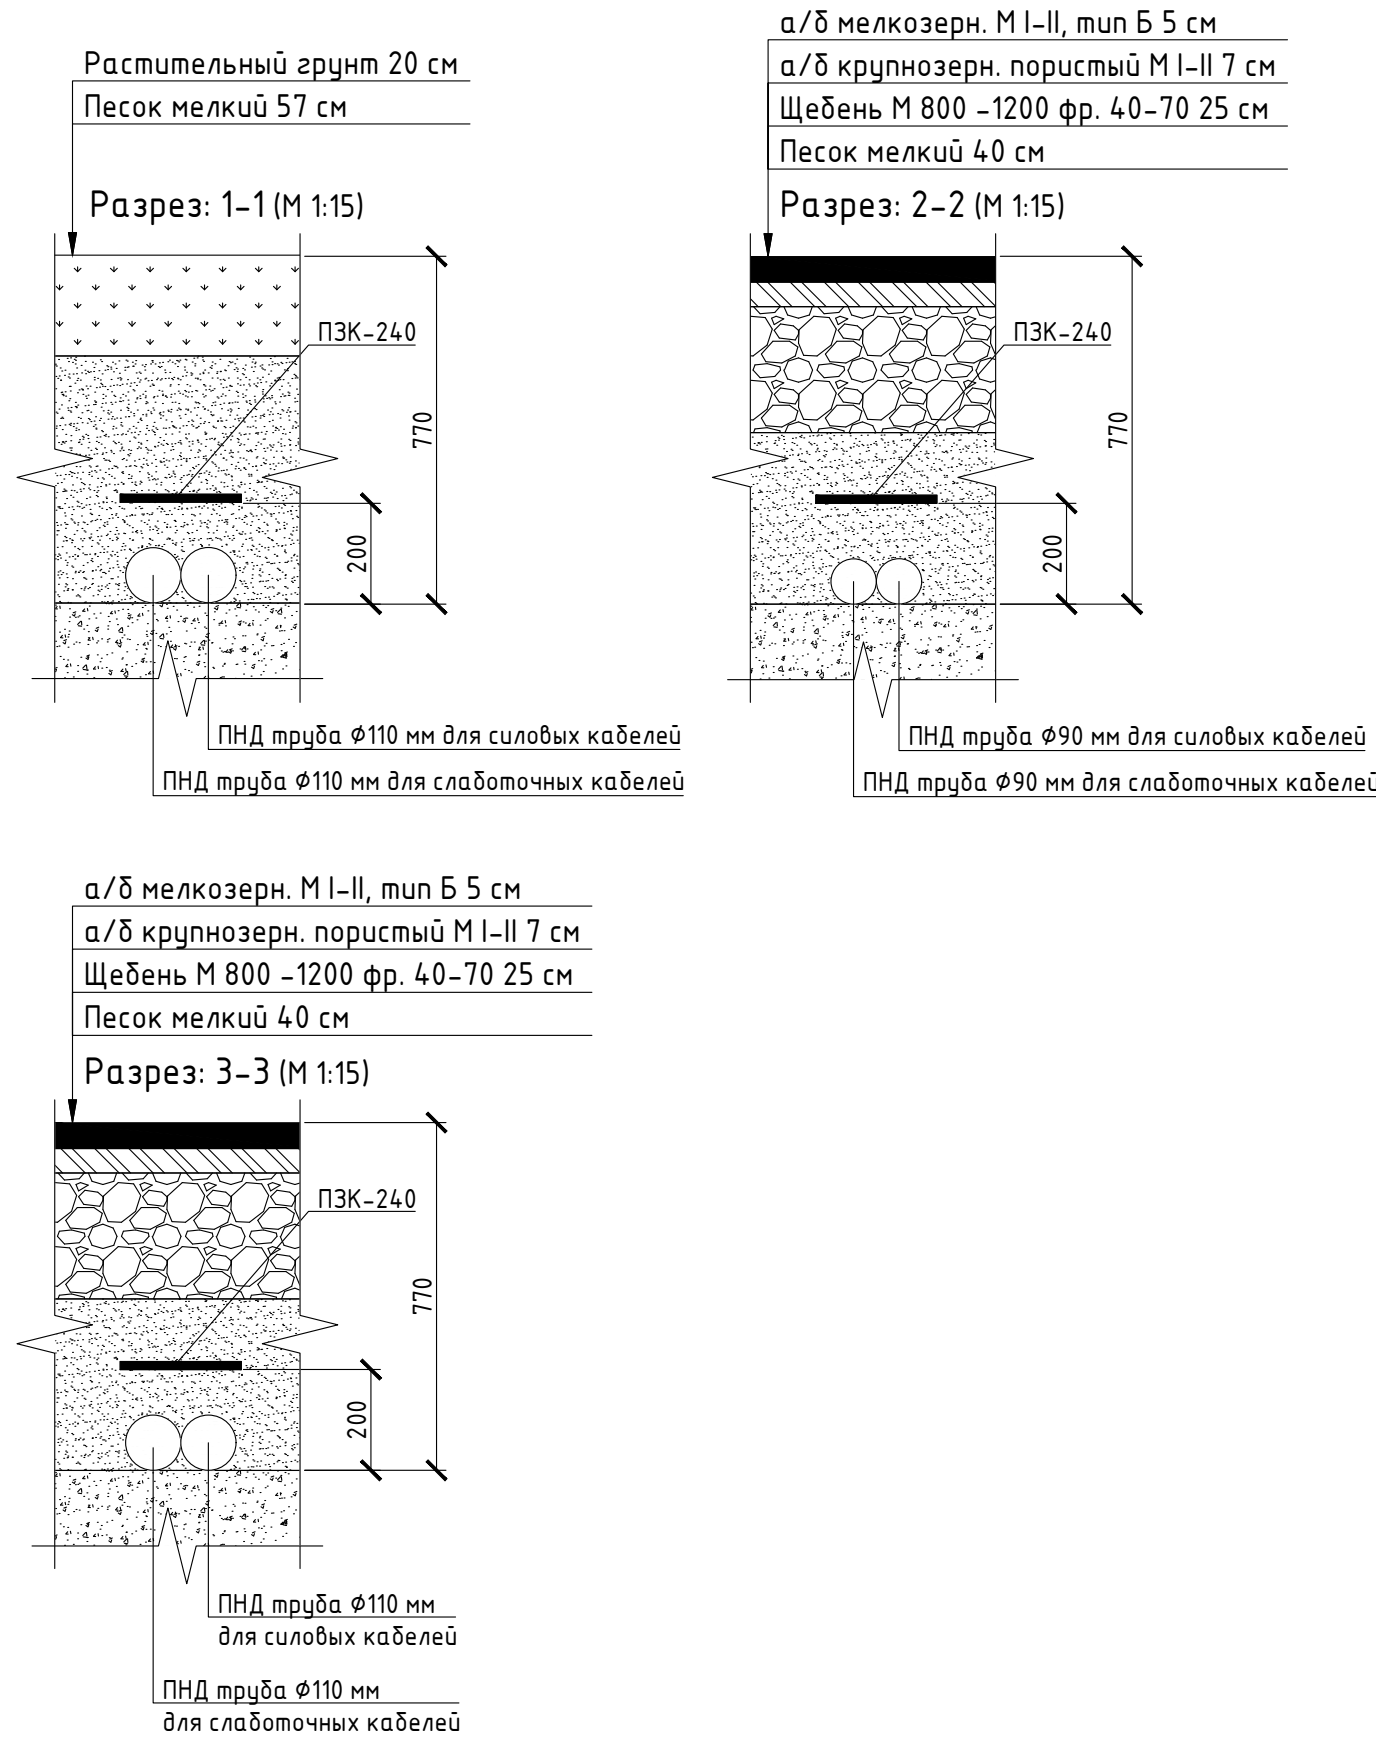 Растительный грунт 20 см
Песок мелкий 57 см
Разрез: 1-1 (М 1:15)
ПЗК-240
770
200
ПНД труба Ø110 мм для силовых кабелей
ПНД труба Ø110 мм для слаботочных кабелей
а/б мелкозерн. М I-II, тип Б 5 см
а/б крупнозерн. пористый М I-II 7 см
Щебень М 800 -1200 фр. 40-70 25 см
Песок мелкий 40 см
Разрез: 2-2 (М 1:15)
ПЗК-240
770
200
ПНД труба Ø90 мм для силовых кабелей
ПНД труба Ø90 мм для слаботочных кабелей
а/б мелкозерн. М I-II, тип Б 5 см
а/б крупнозерн. пористый М I-II 7 см
Щебень М 800 -1200 фр. 40-70 25 см
Песок мелкий 40 см
Разрез: 3-3 (М 1:15)
ПЗК-240
770
200
ПНД труба Ø110 мм
для силовых кабелей
ПНД труба Ø110 мм
для слаботочных кабелей